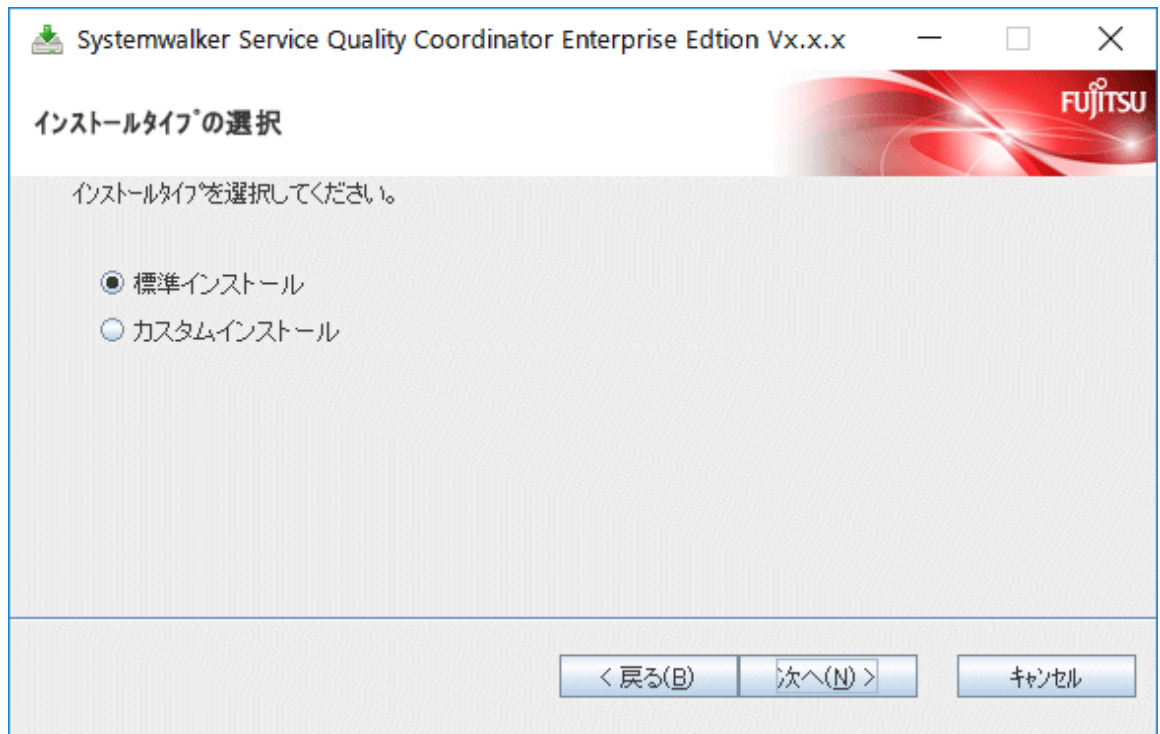 Systemwalker Service Quality Coordinator Enterprise Edtion Vx.x.x
FUJITSU
ｲﾝｽﾄｰﾙﾀｲﾌﾟの選択
ｲﾝｽﾄｰﾙﾀｲﾌﾟを選択してください。
標準インストール
カスタムインストール
< 戻る(B)
次へ(N) >
ｷｬﾝｾﾙ